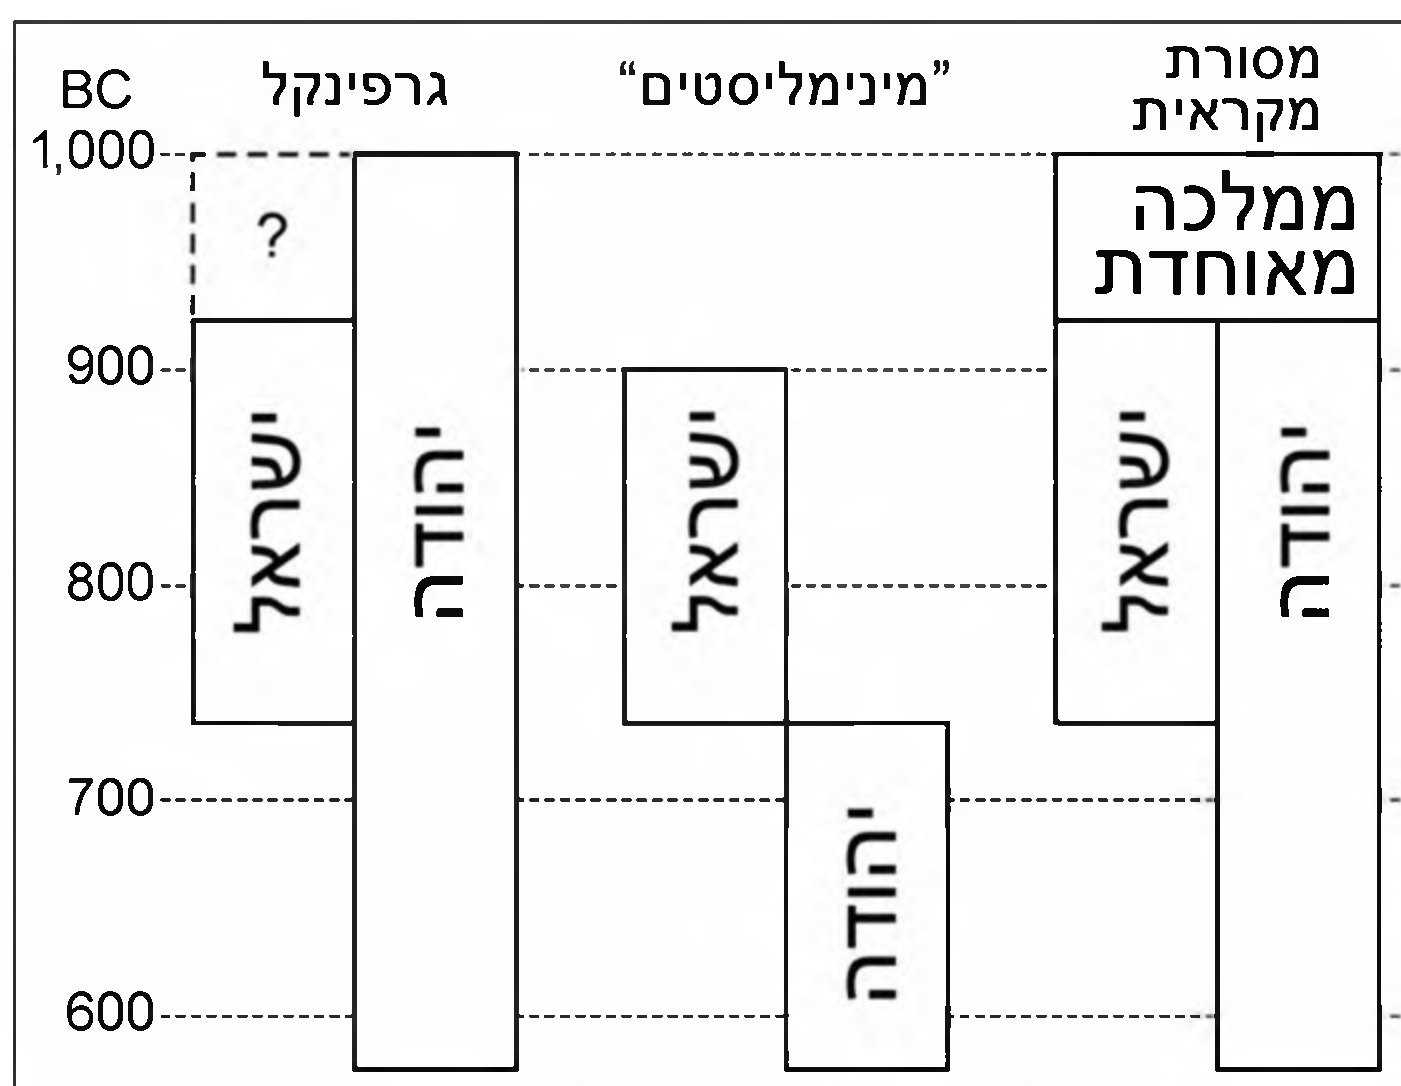 מסורת
מקראית
”מינימליסטים“
גרפינקל
BC
1,000
ממלכה
מאוחדת
?
900
יהודה
ישראל
ישראל
יהודה
ישראל
800
700
יהודה
600